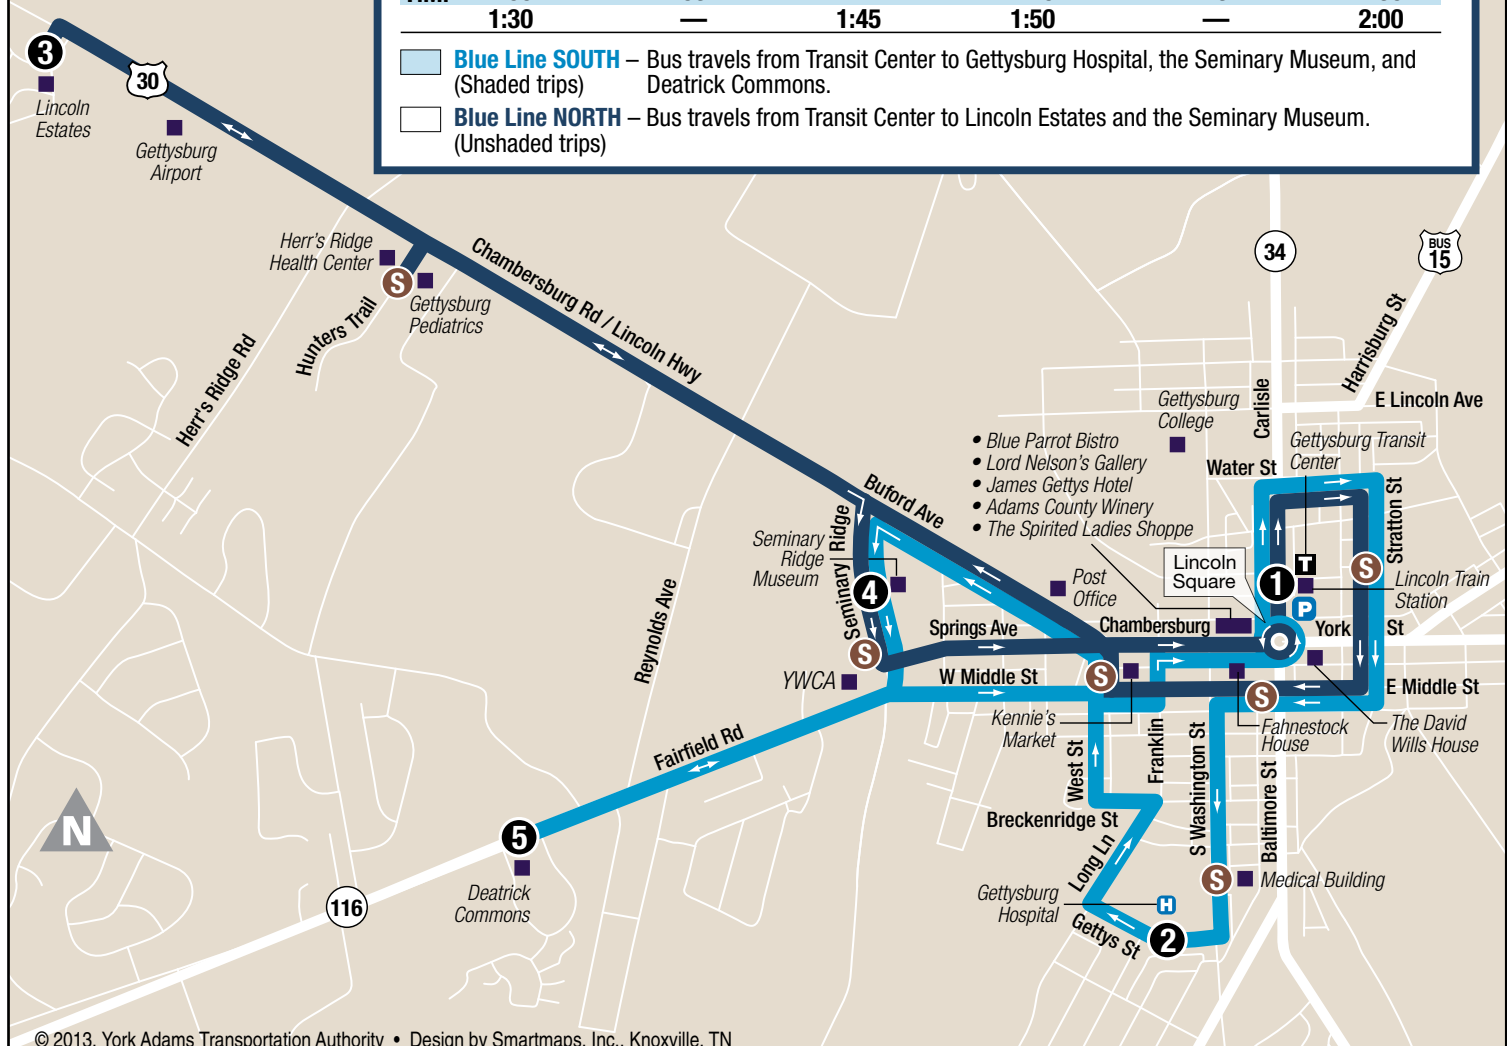 1:30 — 1:45 1:50 — 2:00
Blue Line SOUTH – Bus travels from Transit Center to Gettysburg Hospital, the Seminary Museum, and
(Shaded trips) Deatrick Commons.
Blue Line NORTH – Bus travels from Transit Center to Lincoln Estates and the Seminary Museum.
(Unshaded trips)
3
30
Lincoln
Estates
Gettysburg
Airport
Herr's Ridge
Health Center
S
Gettysburg
Pediatrics
Hunters Trail
Herr's Ridge Rd
Chambersburg Rd / Lincoln Hwy
34
BUS
15
Harrisburg St
Carlisle
E Lincoln Ave
Gettysburg
College
Gettysburg Transit
Center
Water St
• Blue Parrot Bistro
• Lord Nelson's Gallery
• James Gettys Hotel
• Adams County Winery
• The Spirited Ladies Shoppe
Buford Ave
Stratton St
Seminary Ridge
Seminary
Ridge
Museum
4
Lincoln
Square
1
T
P
S
Lincoln Train
Station
Post
Office
Reynolds Ave
Springs Ave
Chambersburg
York
St
S
YWCA
W Middle St
S
S
E Middle St
Kennie's
Market
Fahnestock
House
The David
Wills House
Fairfield Rd
West St
Franklin
S Washington St
Baltimore St
N
5
Breckenridge St
Long Ln
S
Medical Building
Deatrick
Commons
116
Gettysburg
Hospital
H
Gettys St
2
© 2013, York Adams Transportation Authority • Design by Smartmaps, Inc., Knoxville, TN